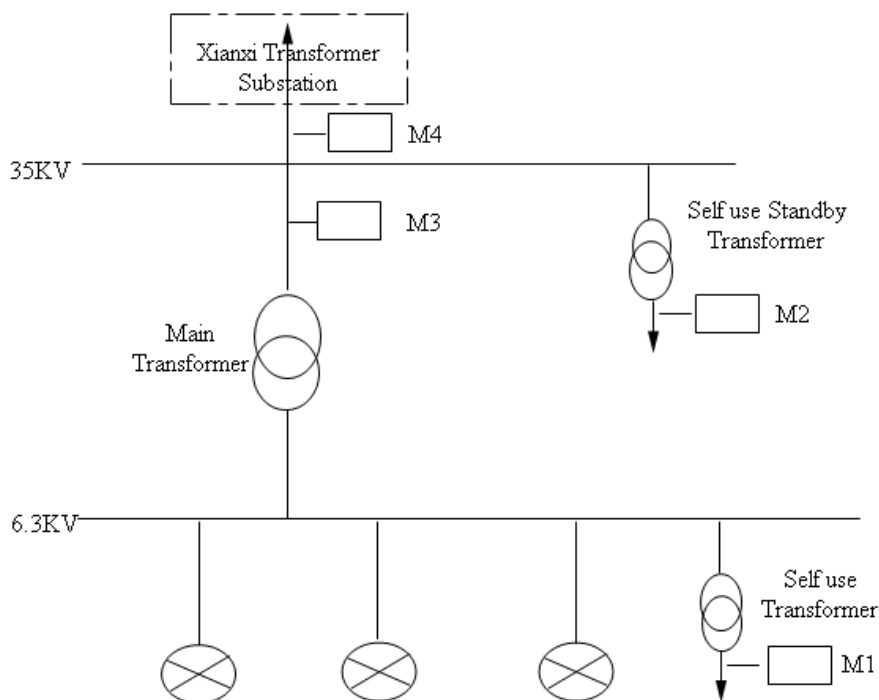 Xianxi Transformer
Substation
M4
35KV
M3
Self use Standby
Transformer
M2
Main
Transformer
6.3KV
Self use
Transformer
M1